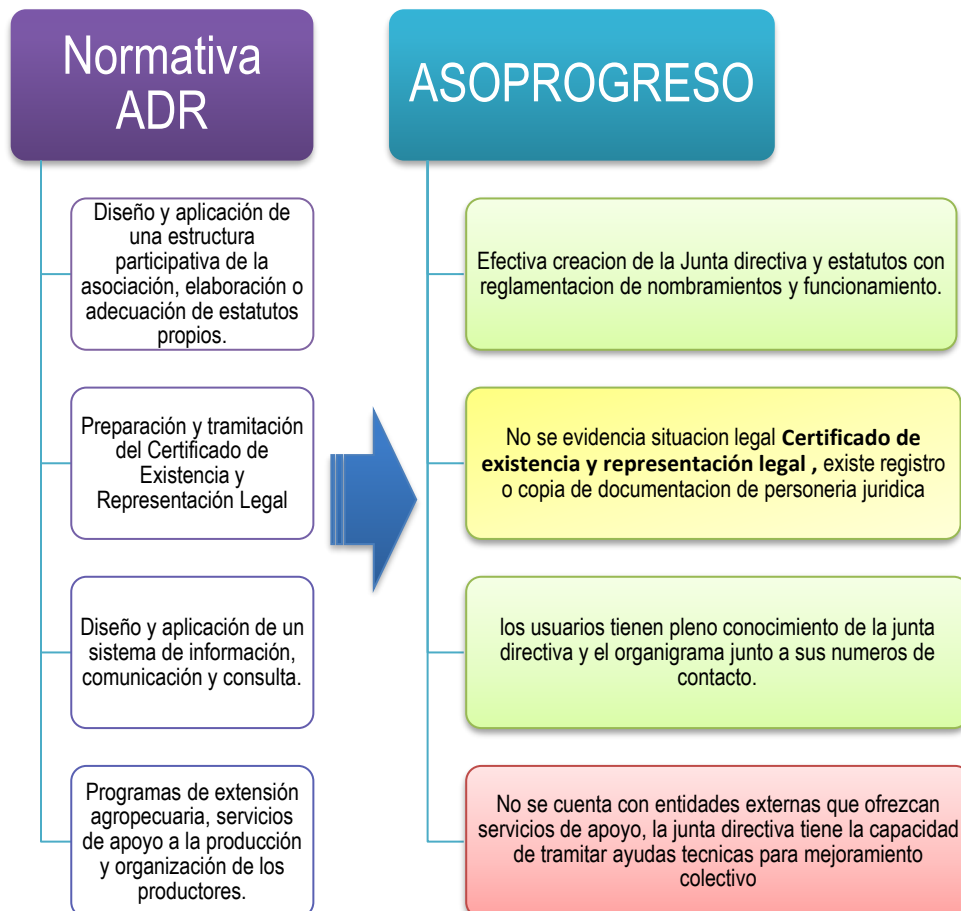 Normativa
ADR
Diseño y aplicación de
una estructura
participativa de la
asociación, elaboración o
adecuación de estatutos
propios.
Preparación y tramitación
del Certificado de
Existencia y
Representación Legal
Diseño y aplicación de un
sistema de información,
comunicación y consulta.
Programas de extensión
agropecuaria, servicios
de apoyo a la producción
y organización de los
productores.
ASOPROGRESO
Efectiva creacion de la Junta directiva y estatutos con
reglamentacion de nombramientos y funcionamiento.
No se evidencia situacion legal Certificado de
existencia y representación legal , existe registro
o copia de documentacion de personeria juridica
los usuarios tienen pleno conocimiento de la junta
directiva y el organigrama junto a sus numeros de
contacto.
No se cuenta con entidades externas que ofrezcan
servicios de apoyo, la junta directiva tiene la capacidad
de tramitar ayudas tecnicas para mejoramiento
colectivo